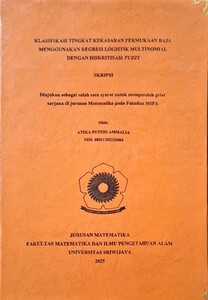 KLASIFIKASI TINGKAT KEKASARAN PERMUKAAN BAJA
MENGGUNAKAN REGRESI LOGISTIK MULTINOMIAL
DENGAN DISKRITISASI FUZZY
SKRIPSI
Diajukan sebagai salah satu syarat untuk memperoleh gelar
sarjana di Jurusan Matematika pada Fakultas MIPA
Oleh:
ATIKA PUTERI AMMALIA
NIM.
JURUSAN MATEMATIKA
FAKULTAS MATEMATIKA DAN ILMU PENGETAHUAN ALAM
UNIVERSITAS SRIWIJAYA
2025